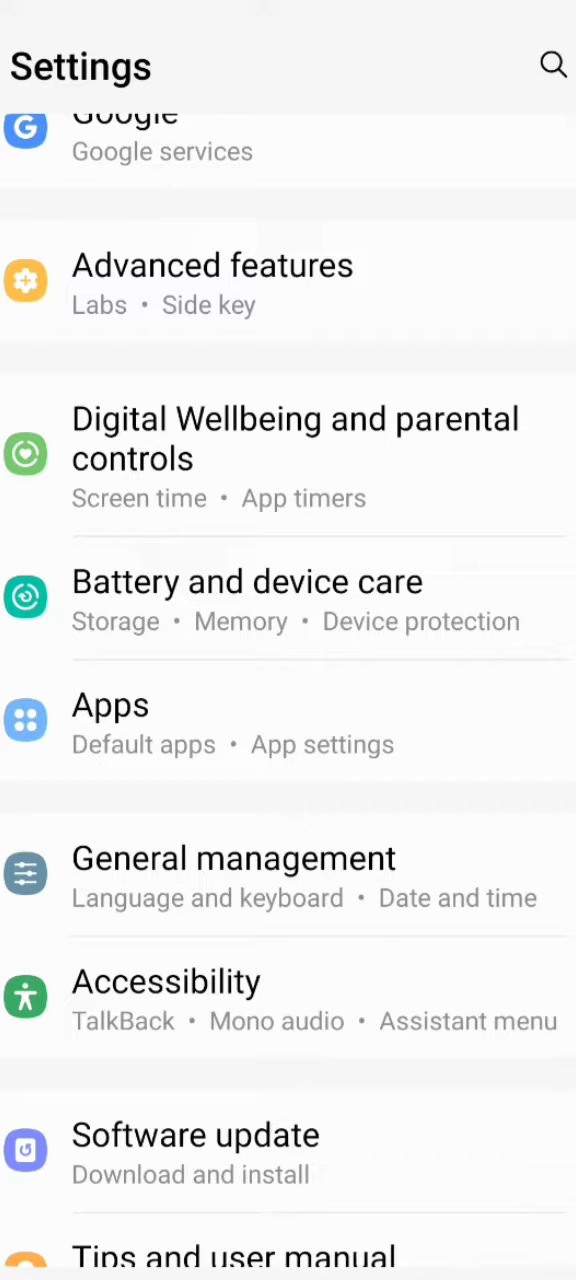 Settings
Google
Google services
Advanced features
Labs • Side key
Digital Wellbeing and parental
controls
Screen time • App timers
Battery and device care
Storage • Memory • Device protection
Apps
Default apps • App settings
General management
Language and keyboard • Date and time
Accessibility
TalkBack • Mono audio • Assistant menu
Software update
Download and install
Tips and user manual